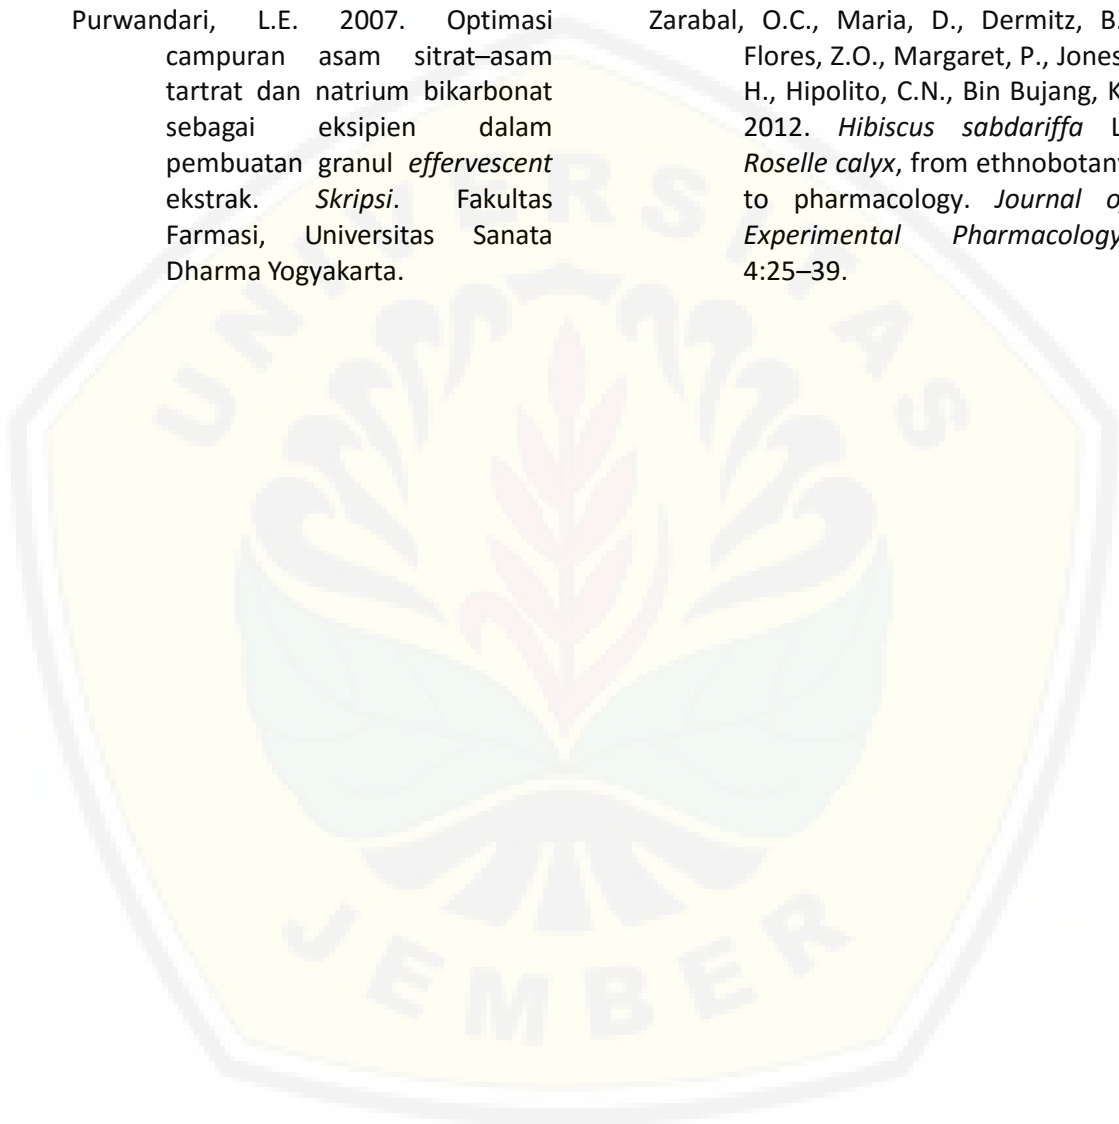 Purwandari, L.E. 2007. Optimasi
campuran asam sitrat–asam
tartrat dan natrium bikarbonat
sebagai eksipien dalam
pembuatan granul effervescent
ekstrak. Skripsi. Fakultas
Farmasi, Universitas Sanata
Dharma Yogyakarta.
Zarabal, O.C., Maria, D., Dermitz, B.
Flores, Z.O., Margaret, P., Jones
H., Hipolito, C.N., Bin Bujang, K
2012. Hibiscus sabdariffa L
Roselle calyx, from ethnobotany
to pharmacology. Journal o
Experimental Pharmacology
4:25–39.
UNIVERSITAS
JEMBER